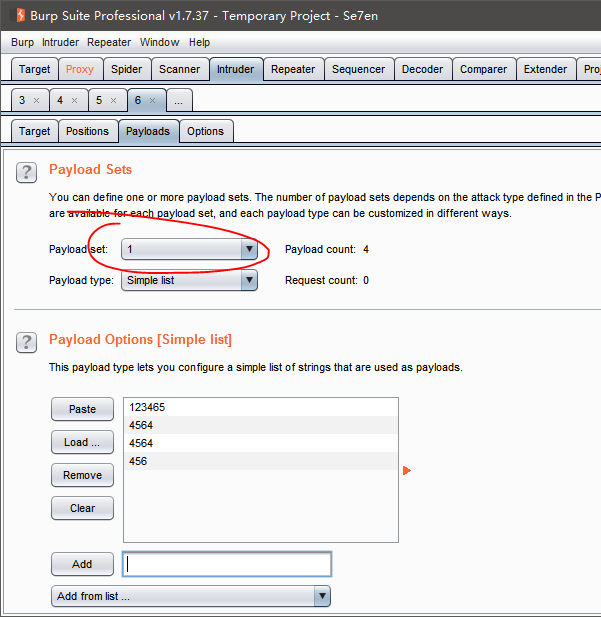 Burp Suite Professional v1.7.37 - Temporary Project - Se7en
Burp Intruder Repeater Window Help
Target Proxy Spider Scanner Intruder Repeater Sequencer Decoder Comparer Extender Proj
3 × 4 × 5 × 6 × ...
Target Positions Payloads Options
? Payload Sets
You can define one or more payload sets. The number of payload sets depends on the attack type defined in the P
are available for each payload set, and each payload type can be customized in different ways.
Payload set: 1 Payload count: 4
Payload type: Simple list Request count: 0
? Payload Options [Simple list]
This payload type lets you configure a simple list of strings that are used as payloads.
Paste 123465
4564
Load ... 4564
456
Remove
Clear
Add
Add from list ...